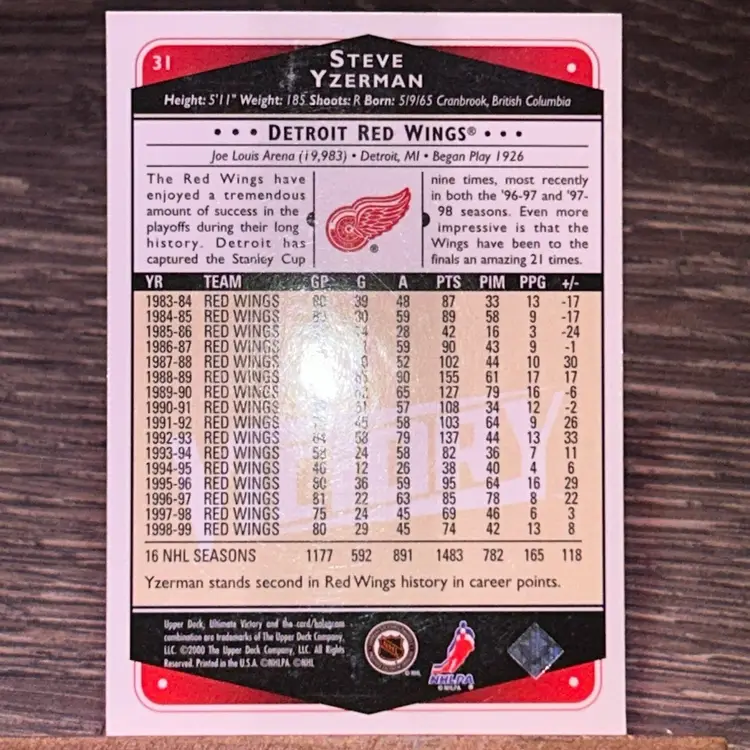 31
STEVE
YZERMAN
Height: 5'11" Weight: 185 Shoots: R Born: 5/9/65 Cranbrook, British Columbia
• • • DETROIT RED WINGS® • • •
Joe Louis Arena (19,983) • Detroit, MI • Began Play 1926
The Red Wings have
enjoyed a tremendous
amount of success in the
playoffs during their long
history. Detroit has
captured the Stanley Cup
nine times, most recently
in both the '96-97 and '97-
98 seasons. Even more
impressive is that the
Wings have been to the
finals an amazing 21 times.
YR TEAM GP G A PTS PIM PPG +/-
1983-84 RED WINGS 80 39 48 87 33 13 -17
1984-85 RED WINGS 30 59 89 58 9 -17
1985-86 RED WINGS 28 42 16 3 -24
1986-87 RED WINGS 59 90 43 9 -1
1987-88 RED WINGS 52 102 44 10 30
1988-89 RED WINGS 65 90 155 61 17 17
1989-90 RED WINGS 62 65 127 79 16 -6
1990-91 RED WINGS 51 57 108 34 12 -2
1991-92 RED WINGS 45 58 103 64 9 26
1992-93 RED WINGS 84 58 79 137 44 13 33
1993-94 RED WINGS 58 24 58 82 36 7 11
1994-95 RED WINGS 46 12 26 38 40 4 6
1995-96 RED WINGS 80 36 59 95 64 16 29
1996-97 RED WINGS 81 22 63 85 78 8 22
1997-98 RED WINGS 75 24 45 69 46 6 3
1998-99 RED WINGS 80 29 45 74 42 13 8
16 NHL SEASONS 1177 592 891 1483 782 165 118
Yzerman stands second in Red Wings history in career points.
Upper Deck, Ultimate Victory and the card/hologram
combination are trademarks of The Upper Deck Company,
LLC. ©2000 The Upper Deck Company, LLC. All Rights
Reserved. Printed in the U.S.A. ©NHLPA. ©NHL
©NHL
NHLPA
©NHLPA